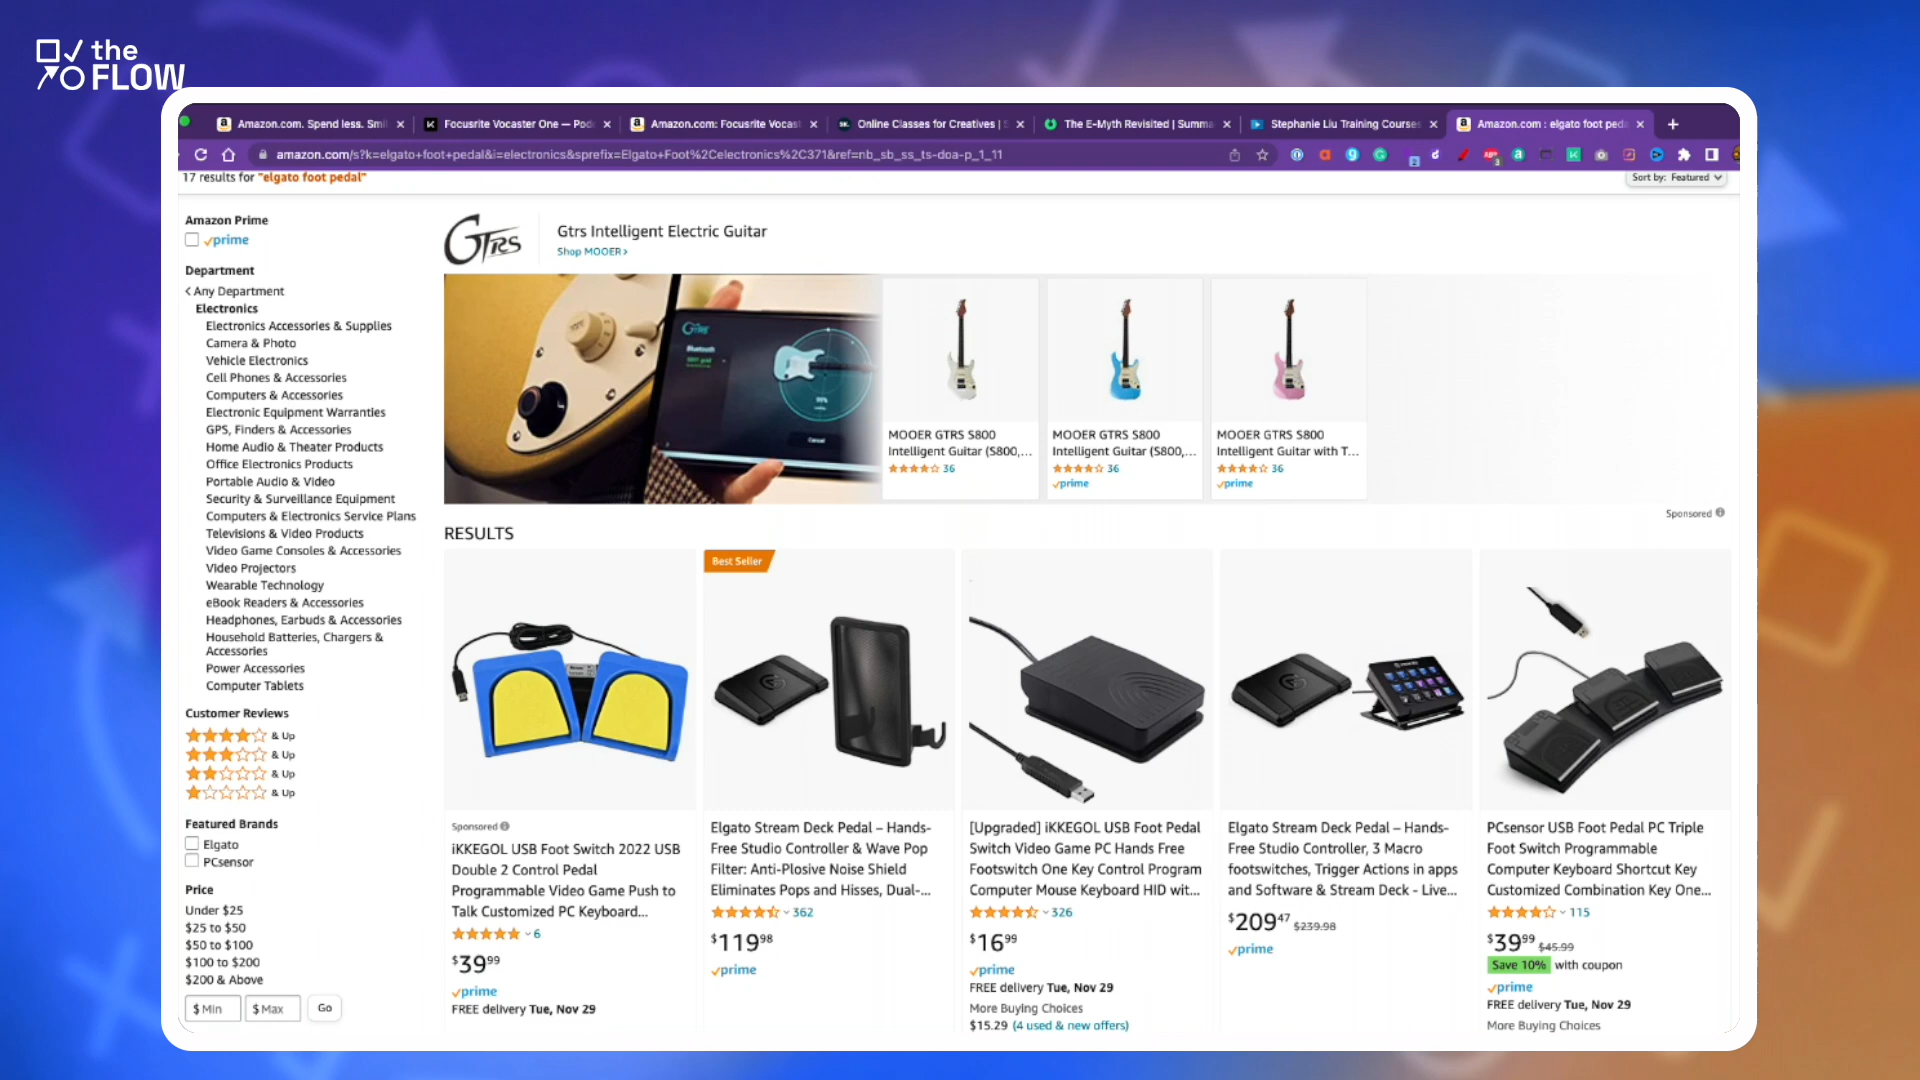 the
FLOW
Amazon.com. Spend less. Smil
Focusrite Vocaster One — Pod
Amazon.com: Focusrite Vocast
Online Classes for Creatives | S
The E-Myth Revisited | Summa
Stephanie Liu Training Courses
Amazon.com : elgato foot peda
amazon.com/s?k=elgato+foot+pedal&i=electronics&sprefix=Elgato+Foot%2Celectronics%2C371&ref=nb_sb_ss_ts-doa-p_1_11
17 results for "elgato foot pedal"
Sort by: Featured
Amazon Prime
prime
Department
Any Department
Electronics
Electronics Accessories & Supplies
Camera & Photo
Vehicle Electronics
Cell Phones & Accessories
Computers & Accessories
Electronic Equipment Warranties
GPS, Finders & Accessories
Home Audio & Theater Products
Office Electronics Products
Portable Audio & Video
Security & Surveillance Equipment
Computers & Electronics Service Plans
Televisions & Video Products
Video Game Consoles & Accessories
Video Projectors
Wearable Technology
eBook Readers & Accessories
Headphones, Earbuds & Accessories
Household Batteries, Chargers &
Accessories
Power Accessories
Computer Tablets
Customer Reviews
& Up
& Up
& Up
& Up
Featured Brands
Elgato
PCsensor
Price
Under $25
$25 to $50
$50 to $100
$100 to $200
$200 & Above
$ Min
$ Max
Go
GTRS
Gtrs Intelligent Electric Guitar
Shop MOOER ›
GTRS
Bluetooth
99%
Cancel
MOOER GTRS S800
Intelligent Guitar (S800,...
36
MOOER GTRS S800
Intelligent Guitar (S800,...
36
prime
MOOER GTRS S800
Intelligent Guitar with T...
36
prime
Sponsored
RESULTS
Sponsored
iKKEGOL USB Foot Switch 2022 USB
Double 2 Control Pedal
Programmable Video Game Push to
Talk Customized PC Keyboard...
6
$39 99
prime
FREE delivery Tue, Nov 29
Best Seller
Elgato Stream Deck Pedal – Hands-
Free Studio Controller & Wave Pop
Filter: Anti-Plosive Noise Shield
Eliminates Pops and Hisses, Dual-...
362
$119 98
prime
[Upgraded] iKKEGOL USB Foot Pedal
Switch Video Game PC Hands Free
Footswitch One Key Control Program
Computer Mouse Keyboard HID wit...
326
$16 99
prime
FREE delivery Tue, Nov 29
More Buying Choices
$15.29 (4 used & new offers)
Elgato Stream Deck Pedal – Hands-
Free Studio Controller, 3 Macro
footswitches, Trigger Actions in apps
and Software & Stream Deck - Live...
$209 47 $239.98
prime
PCsensor USB Foot Pedal PC Triple
Foot Switch Programmable
Computer Keyboard Shortcut Key
Customized Combination Key One...
115
$39 99 $45.99
Save 10% with coupon
prime
FREE delivery Tue, Nov 29
More Buying Choices